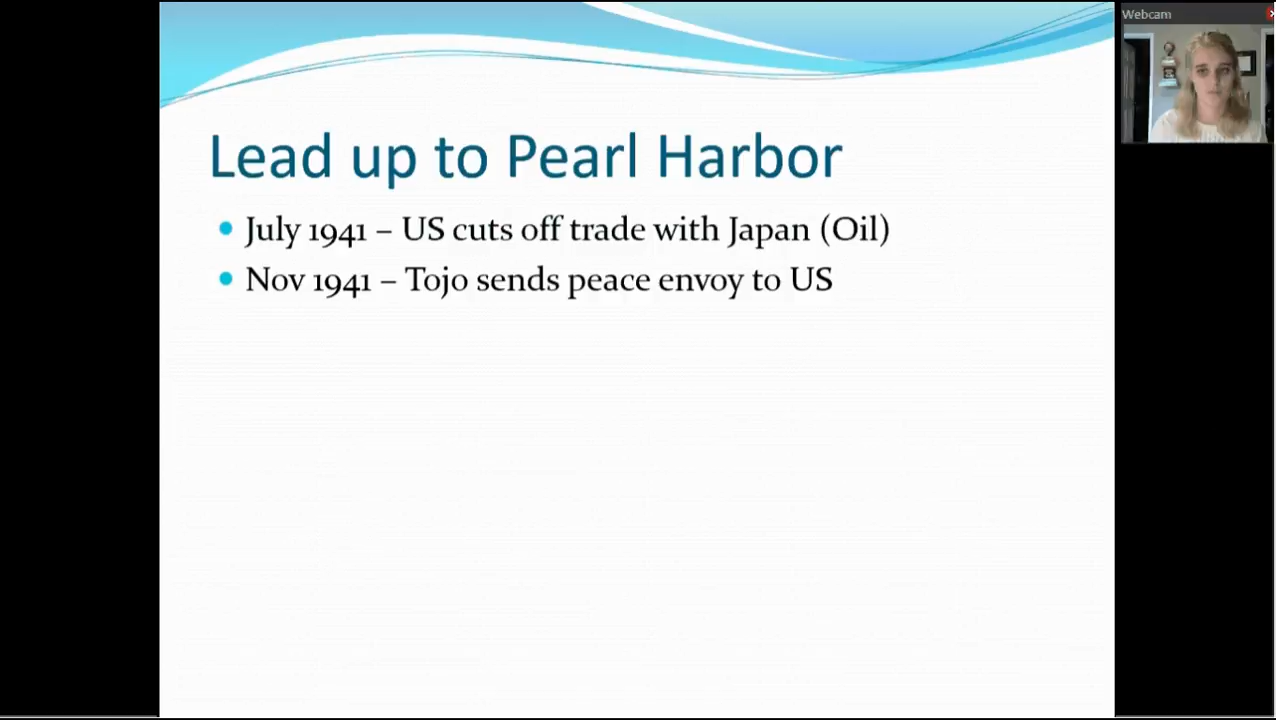 Webcam
Lead up to Pearl Harbor
July 1941 – US cuts off trade with Japan (Oil)
Nov 1941 – Tojo sends peace envoy to US